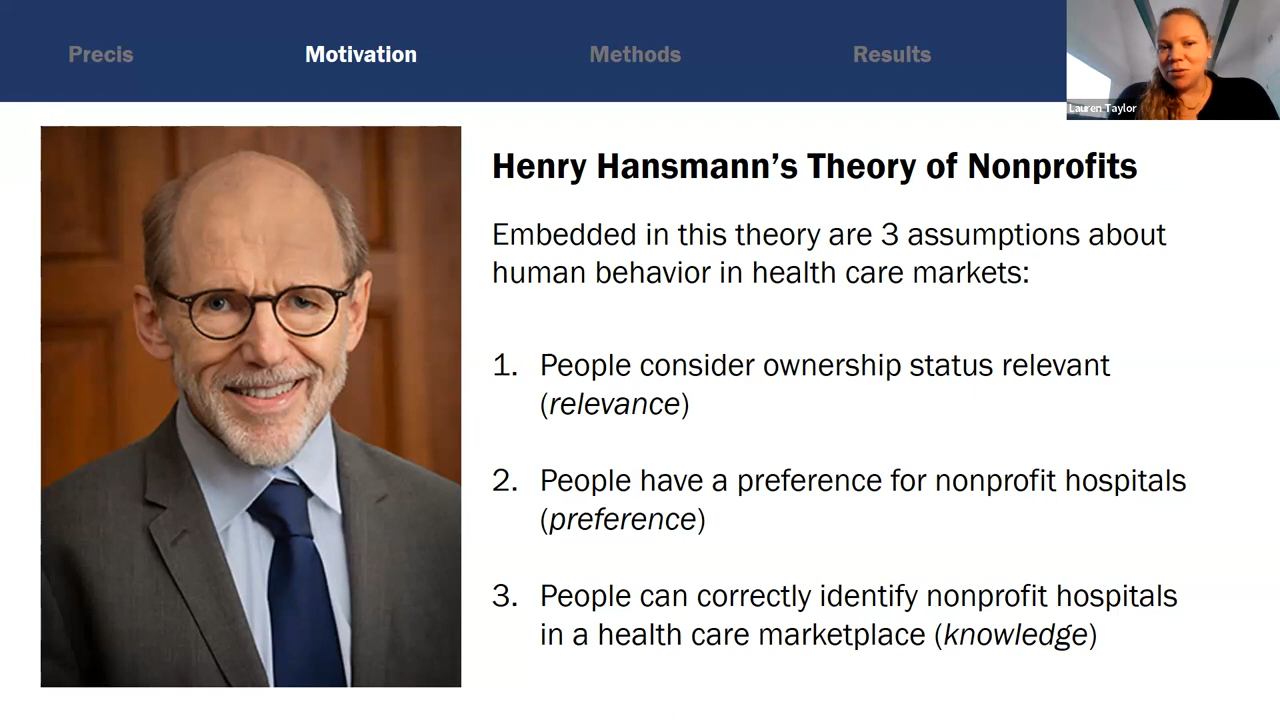 Precis Motivation Methods Results
Lauren Taylor
Henry Hansmann’s Theory of Nonprofits
Embedded in this theory are 3 assumptions about
human behavior in health care markets:
1. People consider ownership status relevant
(relevance)
2. People have a preference for nonprofit hospitals
(preference)
3. People can correctly identify nonprofit hospitals
in a health care marketplace (knowledge)